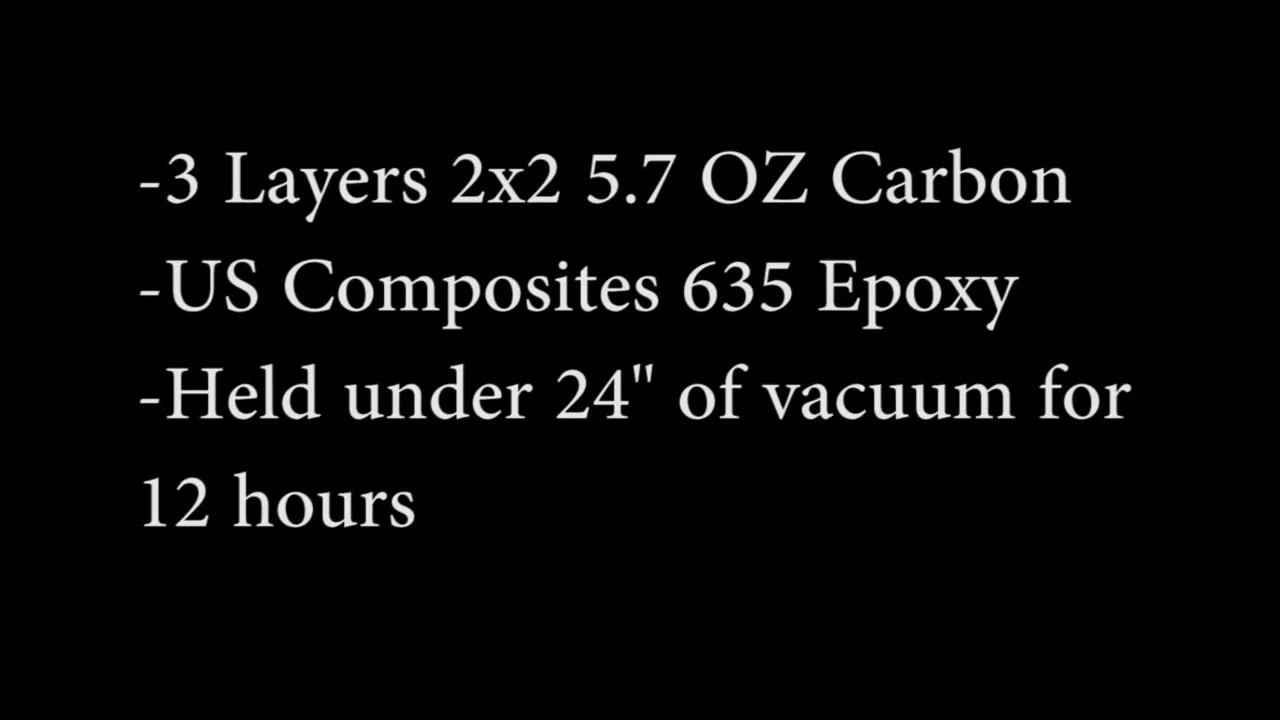 -3 Layers 2x2 5.7 OZ Carbon
-US Composites 635 Epoxy
-Held under 24" of vacuum for
12 hours